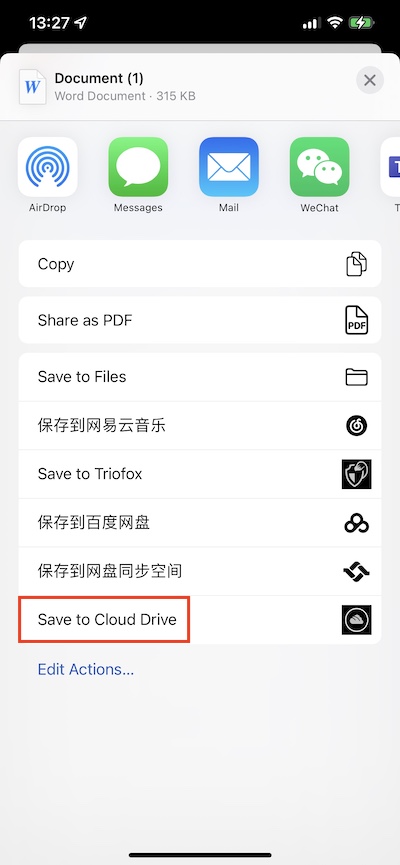 13:27
W
Document (1)
Word Document · 315 KB
AirDrop
Messages
Mail
WeChat
Copy
Share as PDF
PDF
Save to Files
保存到网易云音乐
Save to Triofox
保存到百度网盘
保存到网盘同步空间
Save to Cloud Drive
Edit Actions...